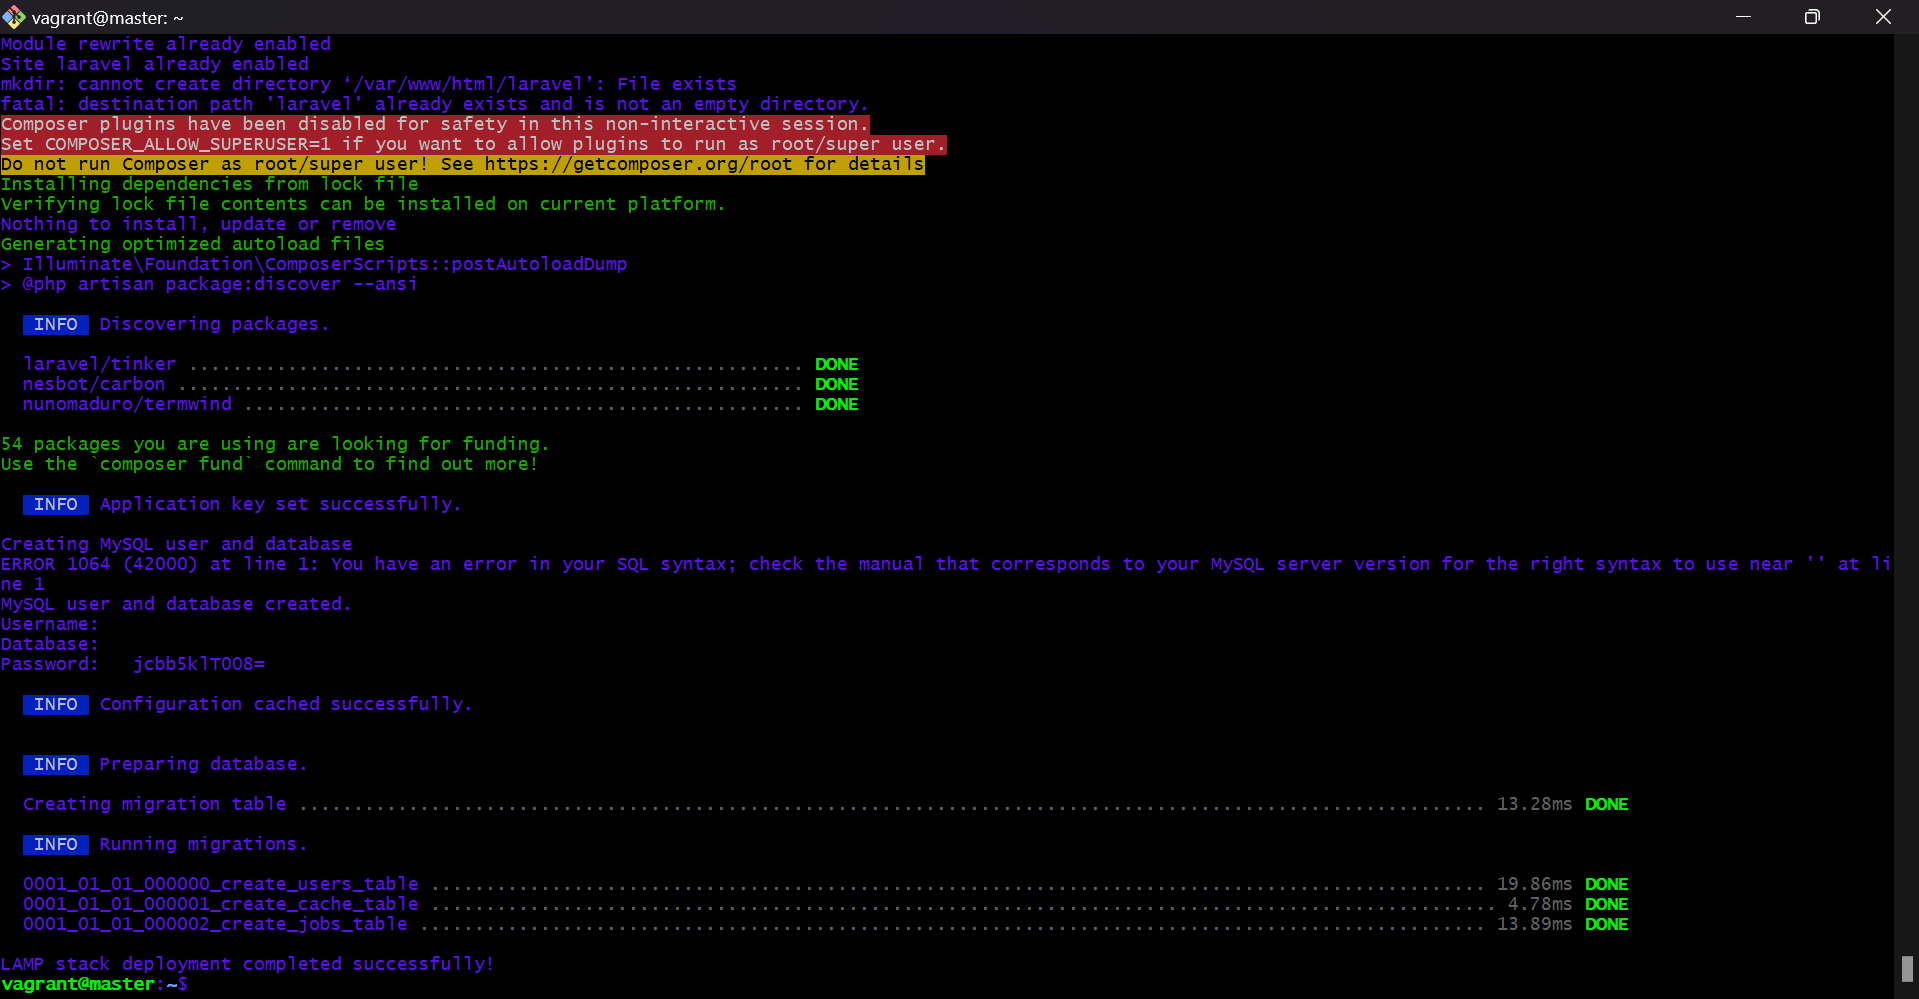 vagrant@master: ~
Module rewrite already enabled
Site laravel already enabled
mkdir: cannot create directory ‘/var/www/html/laravel’: File exists
fatal: destination path 'laravel' already exists and is not an empty directory.
Composer plugins have been disabled for safety in this non-interactive session.
Set COMPOSER_ALLOW_SUPERUSER=1 if you want to allow plugins to run as root/super user.
Do not run Composer as root/super user! See https://getcomposer.org/root for details
Installing dependencies from lock file
Verifying lock file contents can be installed on current platform.
Nothing to install, update or remove
Generating optimized autoload files
> Illuminate\Foundation\ComposerScripts::postAutoloadDump
> @php artisan package:discover --ansi
INFO Discovering packages.
laravel/tinker ........................................................ DONE
nesbot/carbon ......................................................... DONE
nunomaduro/termwind ................................................... DONE
54 packages you are using are looking for funding.
Use the `composer fund` command to find out more!
INFO Application key set successfully.
Creating MySQL user and database
ERROR 1064 (42000) at line 1: You have an error in your SQL syntax; check the manual that corresponds to your MySQL server version for the right syntax to use near '' at li
ne 1
MySQL user and database created.
Username:
Database:
Password:   jcbb5klT0O8=
INFO Configuration cached successfully.
INFO Preparing database.
Creating migration table ............................................................................................................ 13.28ms DONE
INFO Running migrations.
0001_01_01_000000_create_users_table ................................................................................................ 19.86ms DONE
0001_01_01_000001_create_cache_table ................................................................................................. 4.78ms DONE
0001_01_01_000002_create_jobs_table ................................................................................................. 13.89ms DONE
LAMP stack deployment completed successfully!
vagrant@master:~$